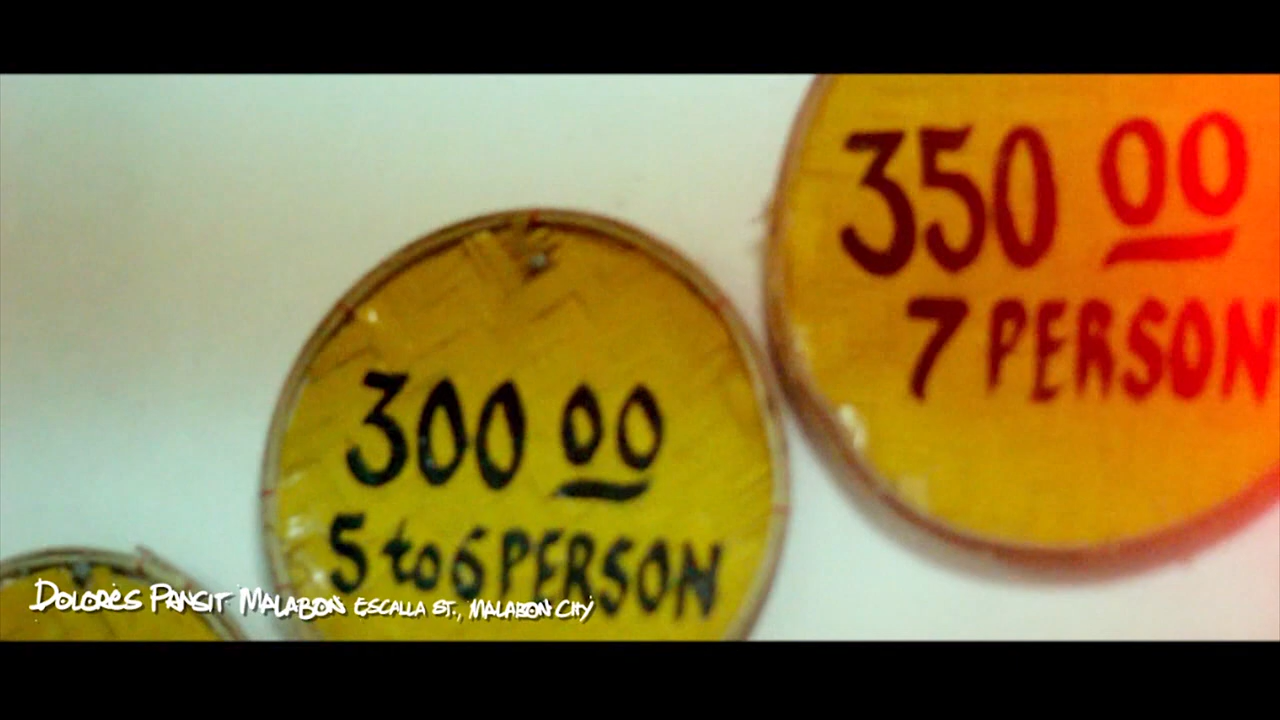 350 00
7 PERSON
300 00
5 to 6 PERSON
DOLORES PANSIT MALABON ESCALLA ST., MALABON CITY